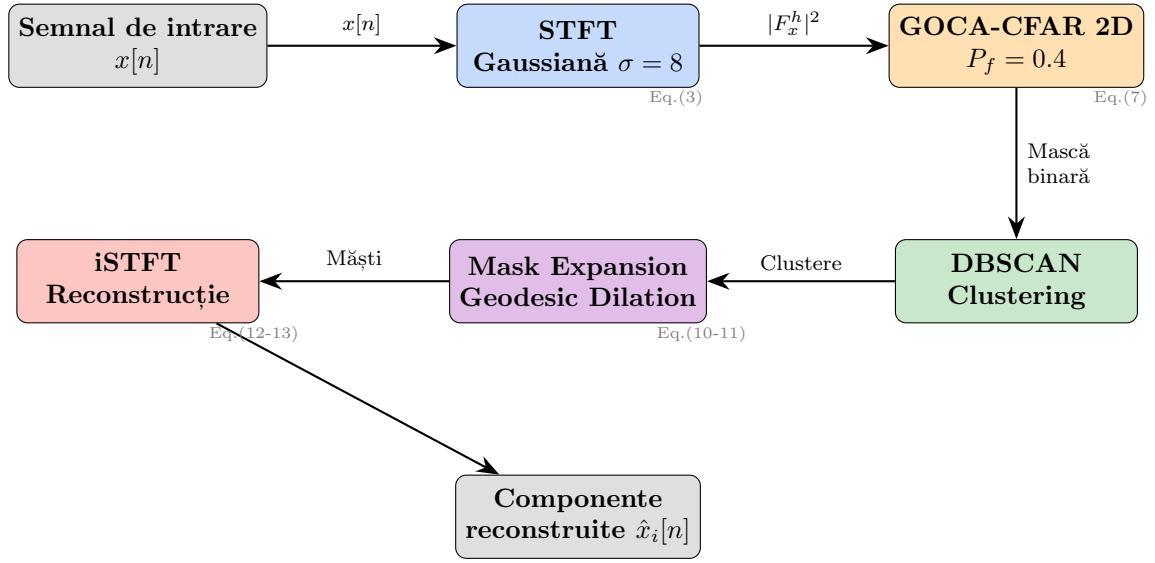 Semnal de intrare
x[n]
x[n]
STFT
Gaussiană σ = 8
Eq.(3)
|F_x^h|^2
GOCA-CFAR 2D
P_f = 0.4
Eq.(7)
Mască
binară
DBSCAN
Clustering
Clustere
Mask Expansion
Geodesic Dilation
Eq.(10-11)
Măști
iSTFT
Reconstrucție
Eq.(12-13)
Componente
reconstruite x̂_i[n]